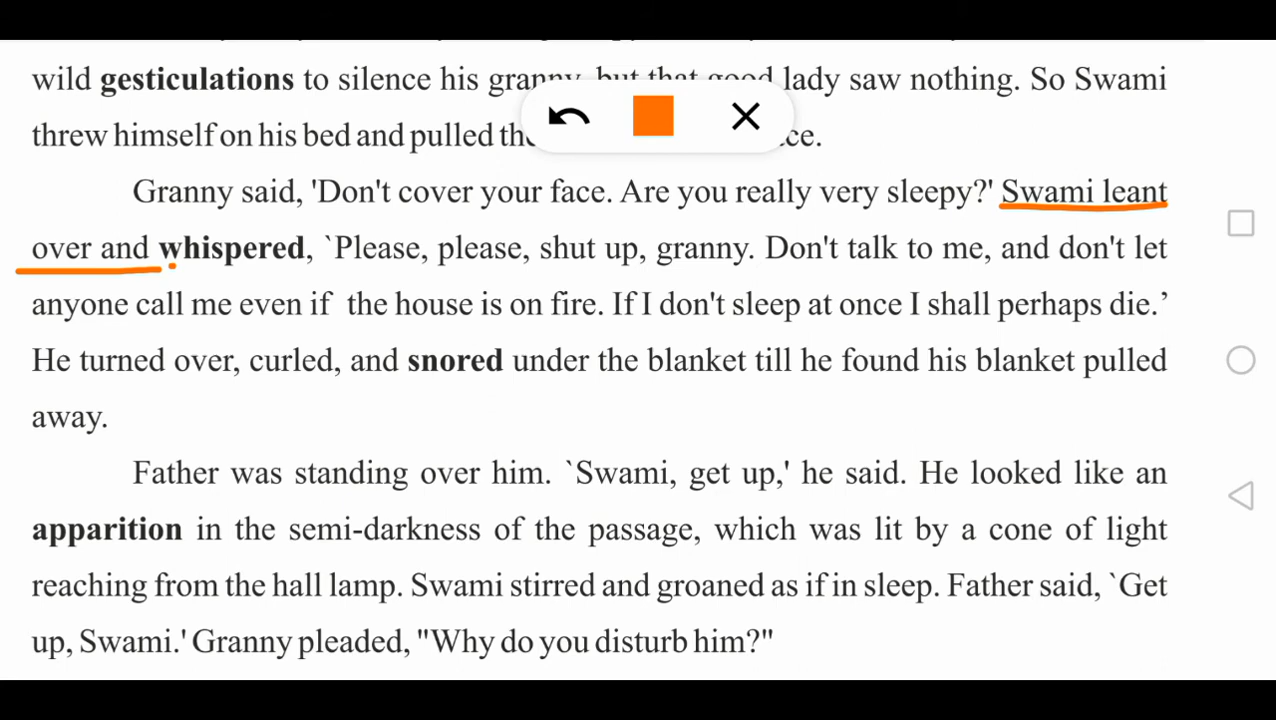 wild gesticulations to silence his granny, but that good lady saw nothing. So Swami
threw himself on his bed and pulled the
Granny said, 'Don't cover your face. Are you really very sleepy?' Swami leant
over and whispered, `Please, please, shut up, granny. Don't talk to me, and don't let
anyone call me even if the house is on fire. If I don't sleep at once I shall perhaps die.’
He turned over, curled, and snored under the blanket till he found his blanket pulled
away.
Father was standing over him. `Swami, get up,' he said. He looked like an
apparition in the semi-darkness of the passage, which was lit by a cone of light
reaching from the hall lamp. Swami stirred and groaned as if in sleep. Father said, `Get
up, Swami.' Granny pleaded, "Why do you disturb him?"